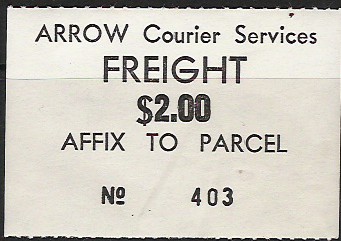 ARROW Courier Services
FREIGHT
$2.00
AFFIX TO PARCEL
No 403